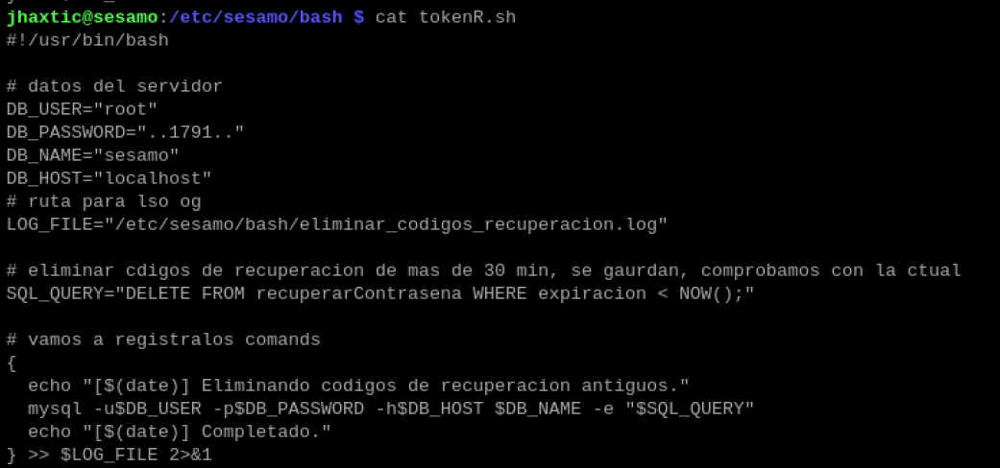 jhaxtic@sesamo:/etc/sesamo/bash $ cat tokenR.sh
#!/usr/bin/bash
# datos del servidor
DB_USER="root"
DB_PASSWORD="..1791.."
DB_NAME="sesamo"
DB_HOST="localhost"
# ruta para lso og
LOG_FILE="/etc/sesamo/bash/eliminar_codigos_recuperacion.log"
# eliminar cdigos de recuperacion de mas de 30 min, se gaurdan, comprobamos con la ctual
SQL_QUERY="DELETE FROM recuperarContrasena WHERE expiracion < NOW();"
# vamos a registralos comands
{
  echo "[$(date)] Eliminando codigos de recuperacion antiguos."
  mysql -u$DB_USER -p$DB_PASSWORD -h$DB_HOST $DB_NAME -e "$SQL_QUERY"
  echo "[$(date)] Completado."
} >> $LOG_FILE 2>&1